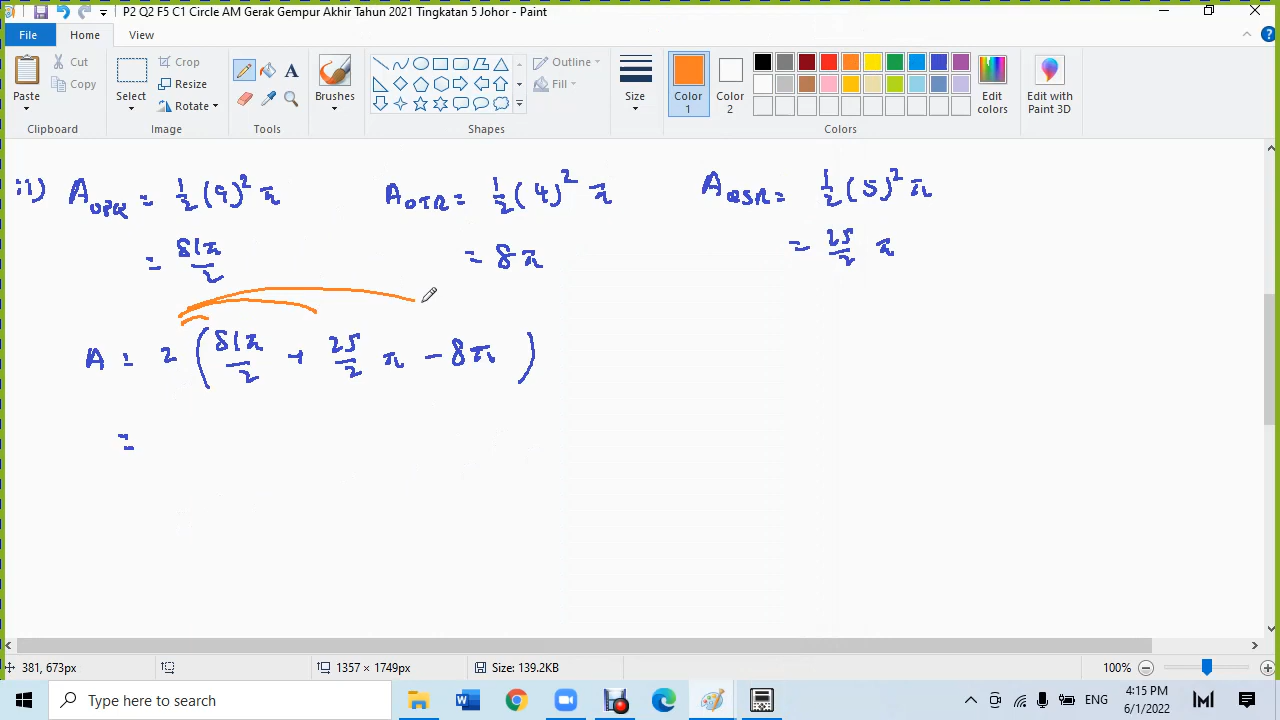 P2 Q2 F5 C1 Circle AM Gerak Gempur Akhir Tahun 2021 Tingkatan 5 Johor - Paint
File Home View
Paste
Cut
Copy
Clipboard
Select
Crop
Resize
Rotate
Image
A
Tools
Brushes
Outline
Fill
Shapes
Size
Color 1
Color 2
Colors
Edit colors
Edit with Paint 3D
ii) A_OPQ = 1/2 (9)² π A_OTR = 1/2 (4)² π A_QSR = 1/2 (5)² π
= 81π/2 = 8π = 25/2 π
A = 2 (81π/2 + 25/2 π - 8π)
=
381, 673px 1357 × 1749px Size: 139.2KB 100%
Type here to search
ENG
4:15 PM
6/1/2022